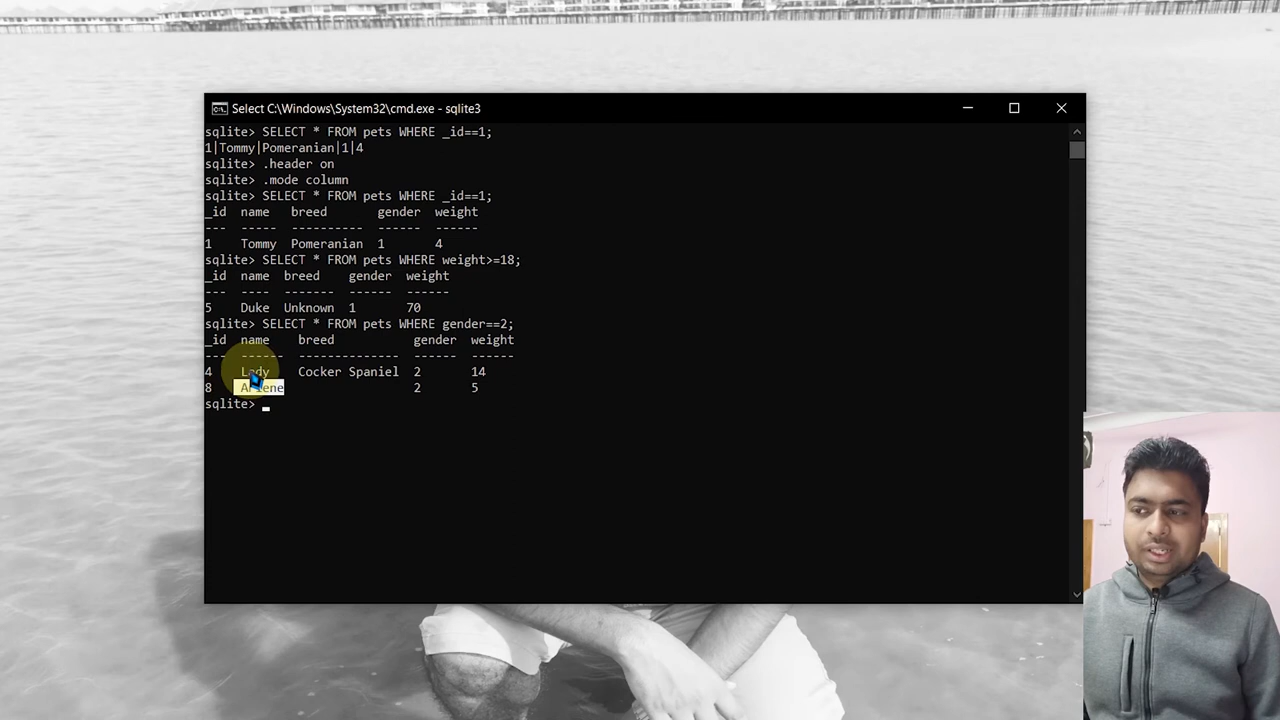 Select C:\Windows\System32\cmd.exe - sqlite3
sqlite> SELECT * FROM pets WHERE _id==1;
1|Tommy|Pomeranian|1|4
sqlite> .header on
sqlite> .mode column
sqlite> SELECT * FROM pets WHERE _id==1;
_id  name   breed       gender  weight
---  -----  ----------  ------  ------
1    Tommy  Pomeranian  1       4
sqlite> SELECT * FROM pets WHERE weight>=18;
_id  name  breed    gender  weight
---  ----  -------  ------  ------
5    Duke  Unknown  1       70
sqlite> SELECT * FROM pets WHERE gender==2;
_id  name    breed           gender  weight
---  ------  --------------  ------  ------
4    Lady    Cocker Spaniel  2       14
8    Arlene                  2       5
sqlite>